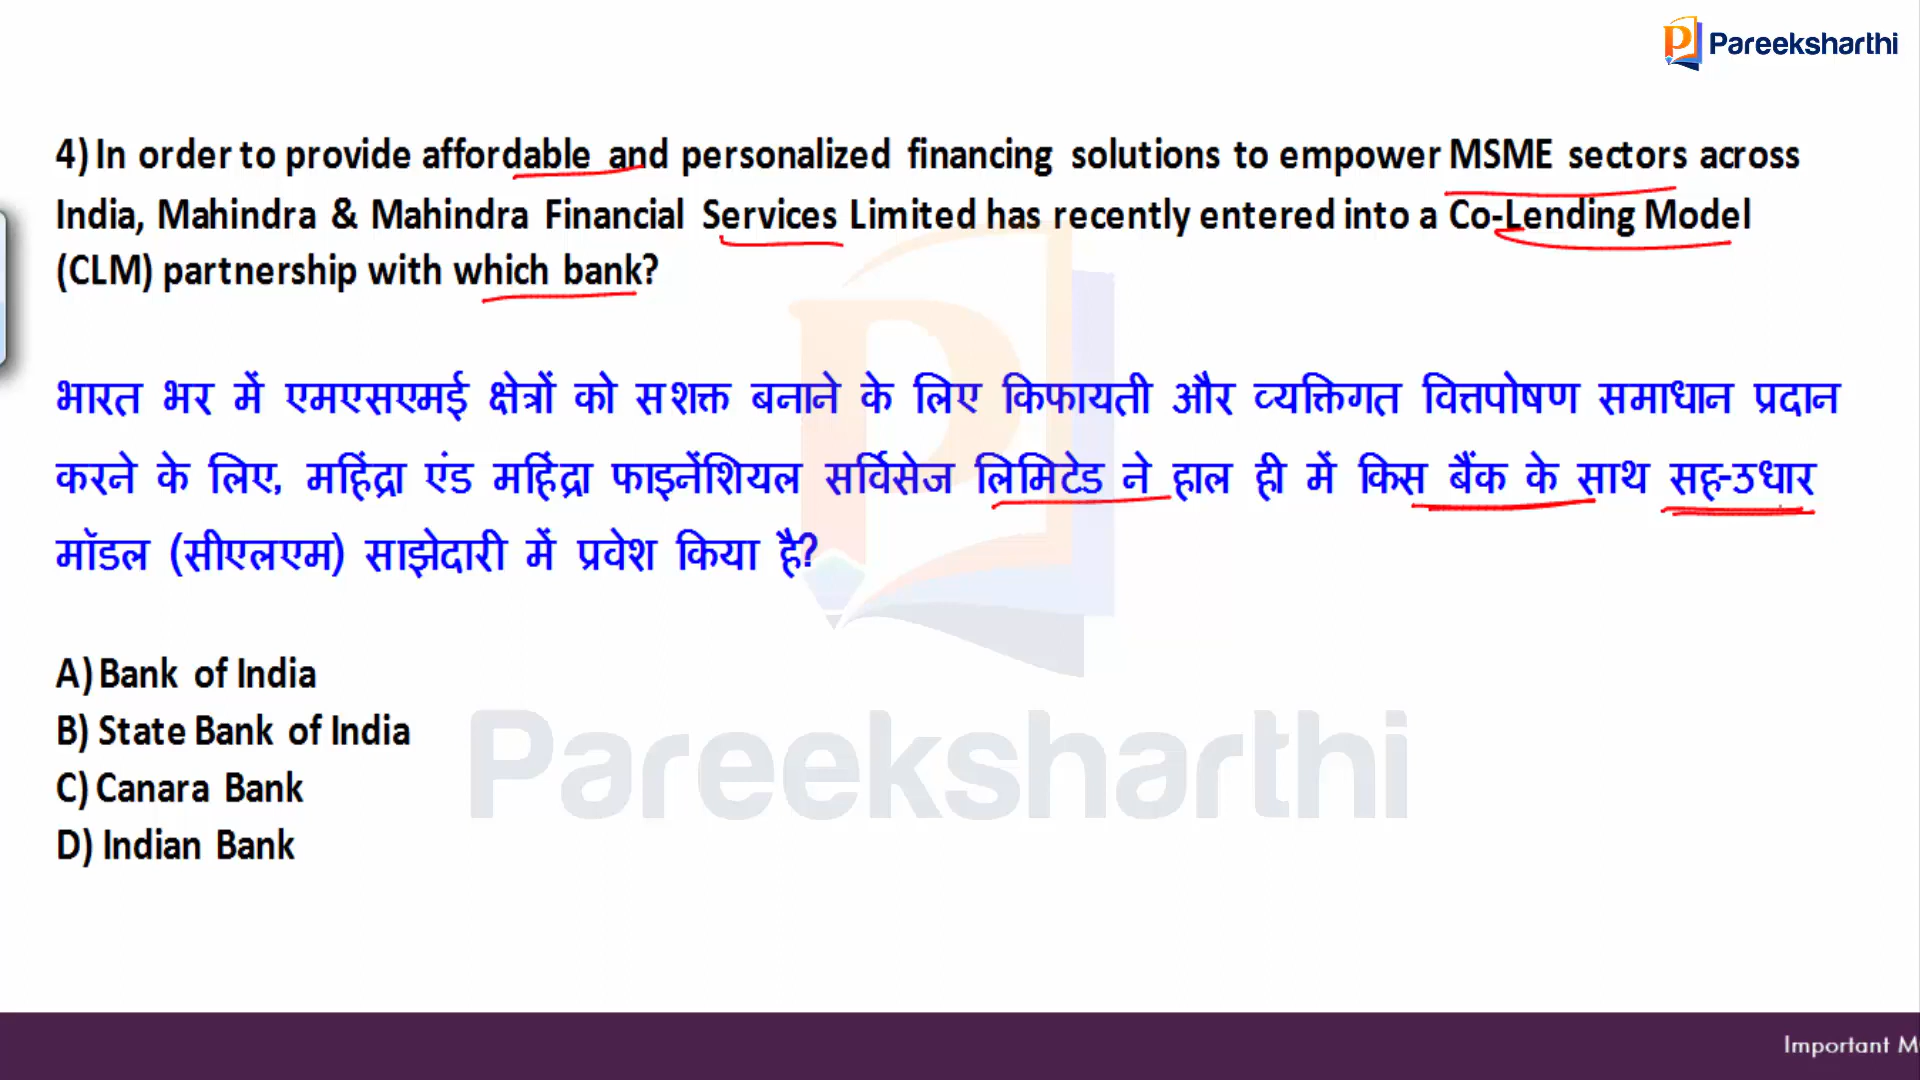 Pareeksharthi
4) In order to provide affordable and personalized financing solutions to empower MSME sectors across
India, Mahindra & Mahindra Financial Services Limited has recently entered into a Co-Lending Model
(CLM) partnership with which bank?
भारत भर में एमएसएमई क्षेत्रों को सशक्त बनाने के लिए किफायती और व्यक्तिगत वित्तपोषण समाधान प्रदान
करने के लिए, महिंद्रा एंड महिंद्रा फाइनेंशियल सर्विसेज लिमिटेड ने हाल ही में किस बैंक के साथ सह-उधार
मॉडल (सीएलएम) साझेदारी में प्रवेश किया है?
A) Bank of India
B) State Bank of India
C) Canara Bank
D) Indian Bank
Pareeksharthi
Important